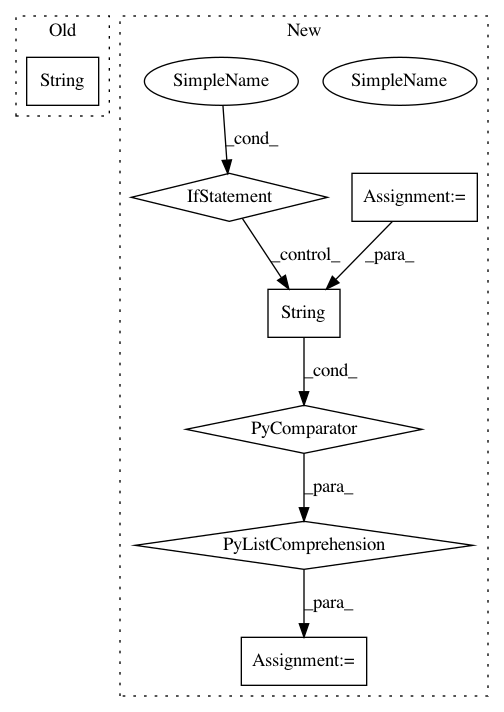 Old
New
String
SimpleName
SimpleName
_cond_
IfStatement
Assignment:=
_control_
_para_
String
_cond_
PyComparator
_para_
PyListComprehension
_para_
Assignment:=